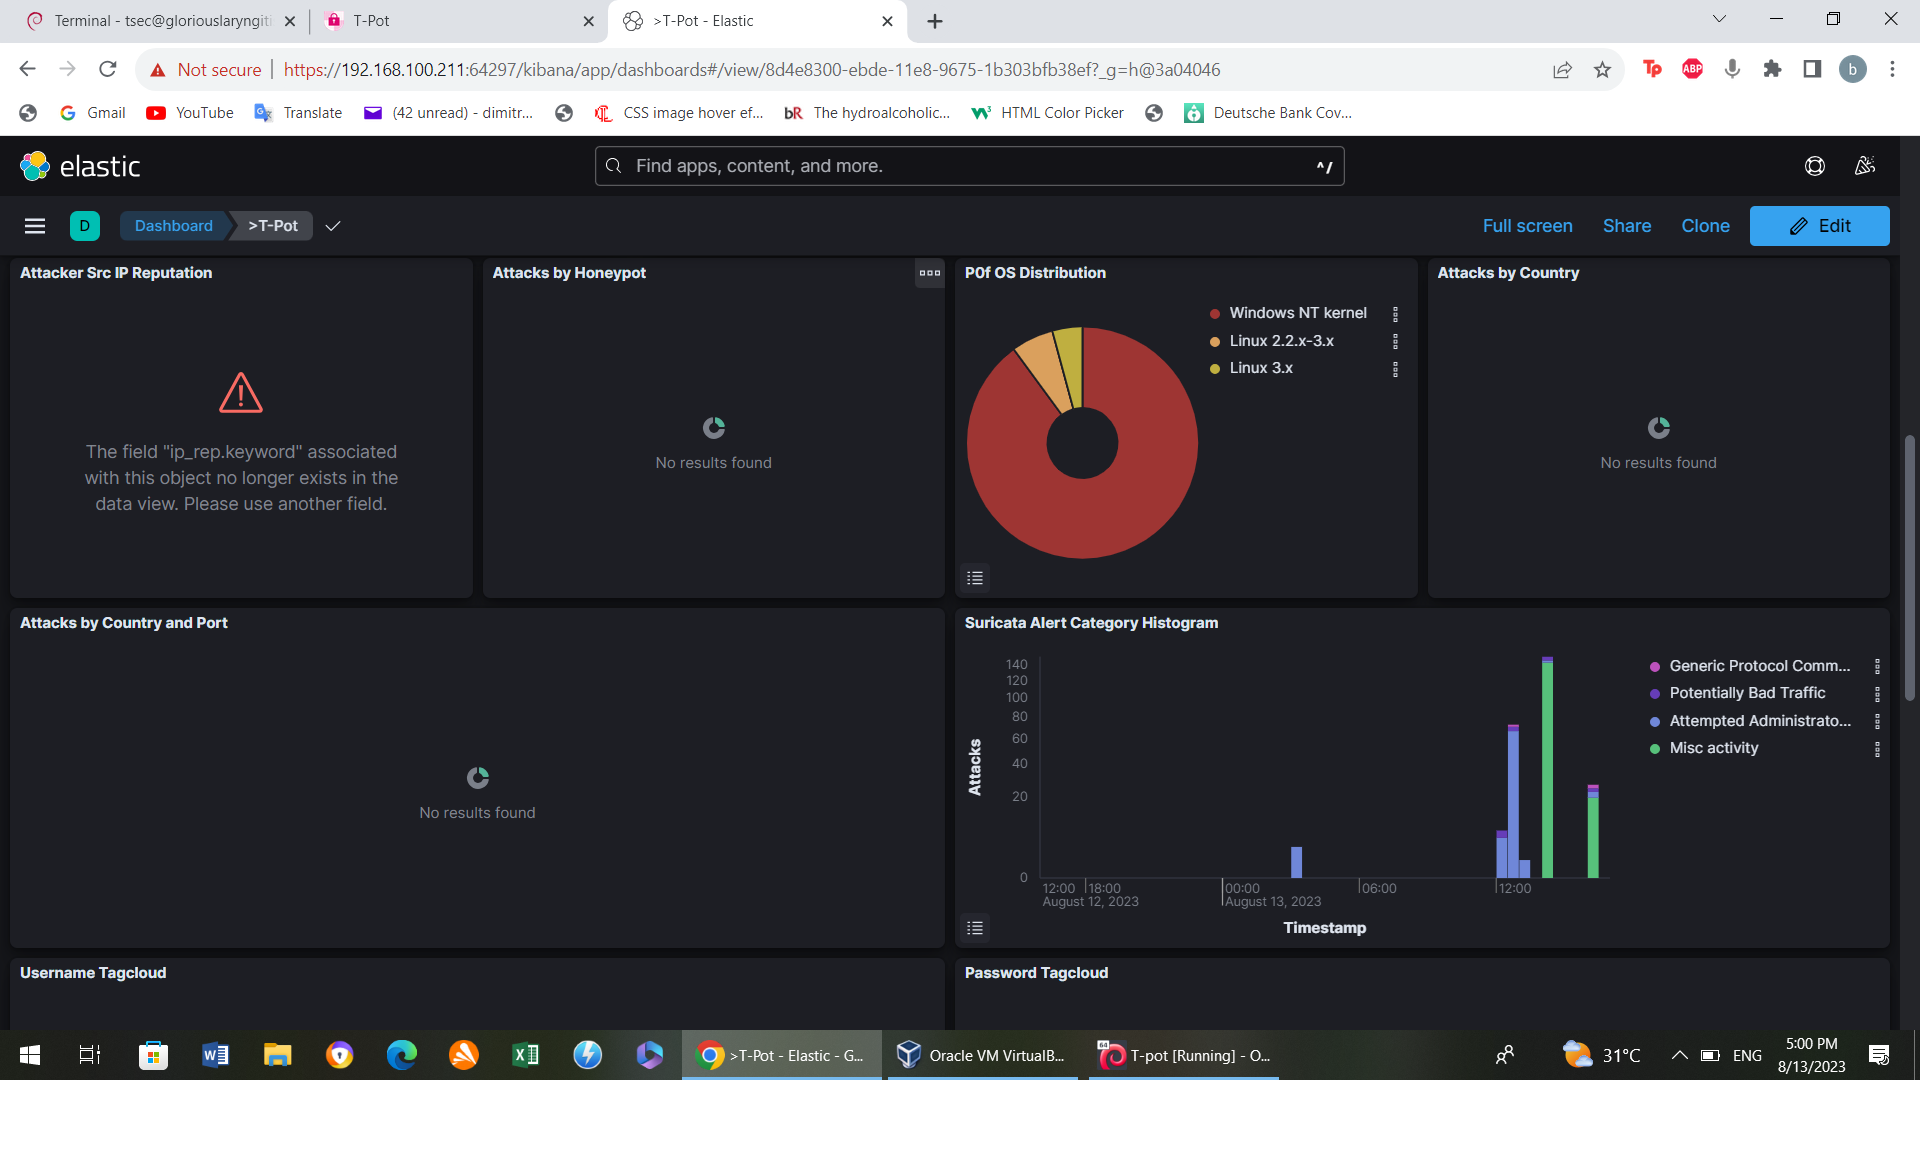 Terminal - tsec@gloriouslaryngiti
T-Pot
>T-Pot - Elastic
Not secure
https://192.168.100.211:64297/kibana/app/dashboards#/view/8d4e8300-ebde-11e8-9675-1b303bfb38ef?_g=h@3a04046
Tp
ABP
b
Gmail
YouTube
Translate
(42 unread) - dimitr...
CSS image hover ef...
bR The hydroalcoholic...
HTML Color Picker
Deutsche Bank Cov...
elastic
Find apps, content, and more.
^/
D
Dashboard
>T-Pot
Full screen
Share
Clone
Edit
Attacker Src IP Reputation
The field "ip_rep.keyword" associated
with this object no longer exists in the
data view. Please use another field.
Attacks by Honeypot
No results found
P0f OS Distribution
Windows NT kernel
Linux 2.2.x-3.x
Linux 3.x
Attacks by Country
No results found
Attacks by Country and Port
No results found
Suricata Alert Category Histogram
Attacks
140
120
100
80
60
40
20
0
12:00
18:00
00:00
06:00
12:00
August 12, 2023
August 13, 2023
Timestamp
Generic Protocol Comm...
Potentially Bad Traffic
Attempted Administrato...
Misc activity
Username Tagcloud
Password Tagcloud
>T-Pot - Elastic - G...
Oracle VM VirtualB...
64
T-pot [Running] - O...
31°C
ENG
5:00 PM
8/13/2023